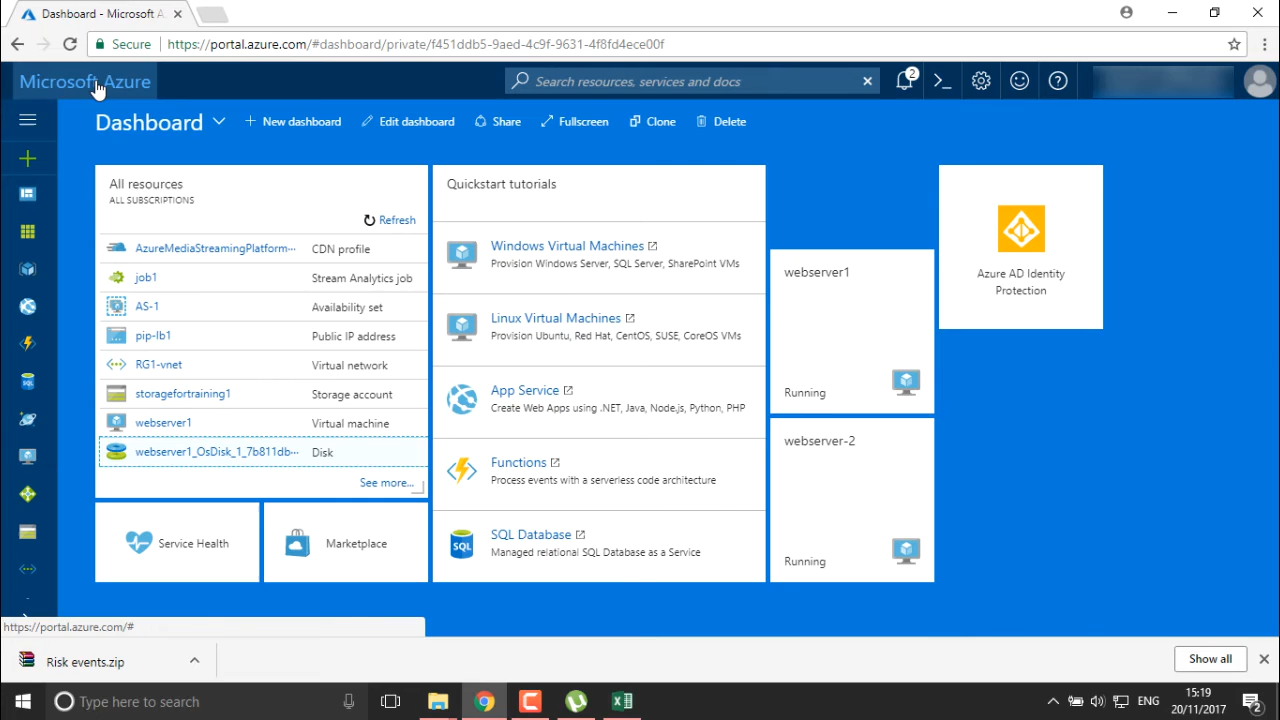 Dashboard - Microsoft A
Secure
https://portal.azure.com/#dashboard/private/f451ddb5-9aed-4c9f-9631-4f8fd4ece00f
Microsoft Azure
Search resources, services and docs
2
Dashboard
New dashboard
Edit dashboard
Share
Fullscreen
Clone
Delete
All resources
ALL SUBSCRIPTIONS
Refresh
AzureMediaStreamingPlatform··· CDN profile
job1 Stream Analytics job
AS-1 Availability set
pip-lb1 Public IP address
RG1-vnet Virtual network
storagefortraining1 Storage account
webserver1 Virtual machine
webserver1_OsDisk_1_7b811db··· Disk
See more...
Service Health
Marketplace
Quickstart tutorials
Windows Virtual Machines
Provision Windows Server, SQL Server, SharePoint VMs
Linux Virtual Machines
Provision Ubuntu, Red Hat, CentOS, SUSE, CoreOS VMs
App Service
Create Web Apps using .NET, Java, Node.js, Python, PHP
Functions
Process events with a serverless code architecture
SQL
SQL Database
Managed relational SQL Database as a Service
webserver1
Running
webserver-2
Running
Azure AD Identity
Protection
SQL
https://portal.azure.com/#
Risk events.zip
Show all
Type here to search
ENG
15:19
20/11/2017
2